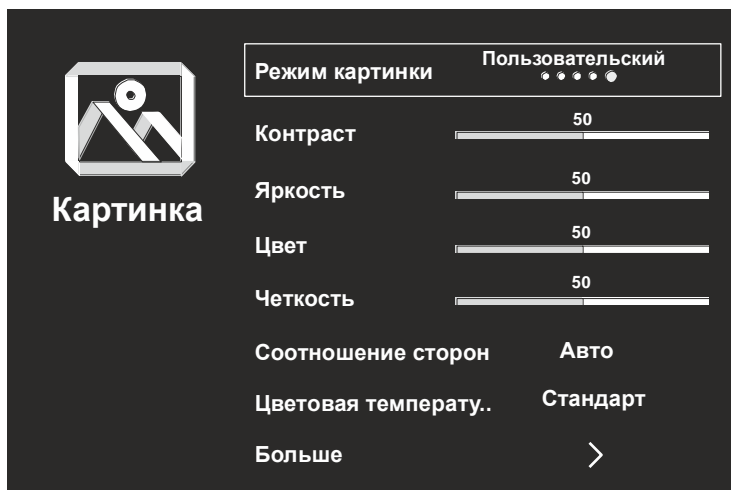 Картинка
Режим картинки Пользовательский
Контраст 50
Яркость 50
Цвет 50
Четкость 50
Соотношение сторон Авто
Цветовая температу.. Стандарт
Больше